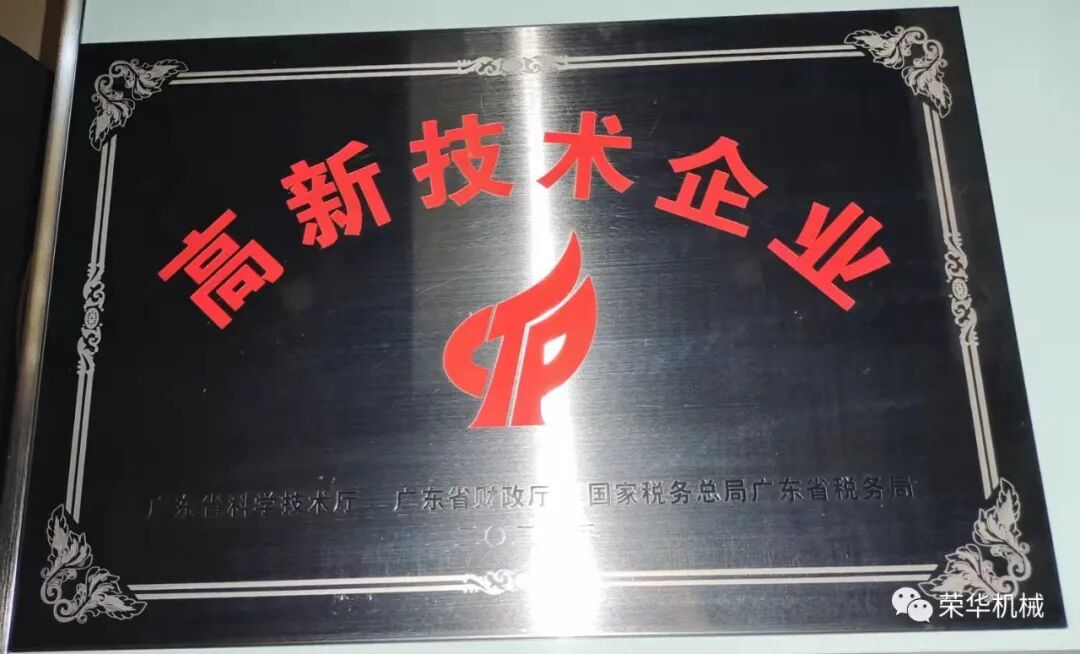 高新技术企业
广东省科学技术厅 广东省财政厅 国家税务总局广东省税务局
荣华机械